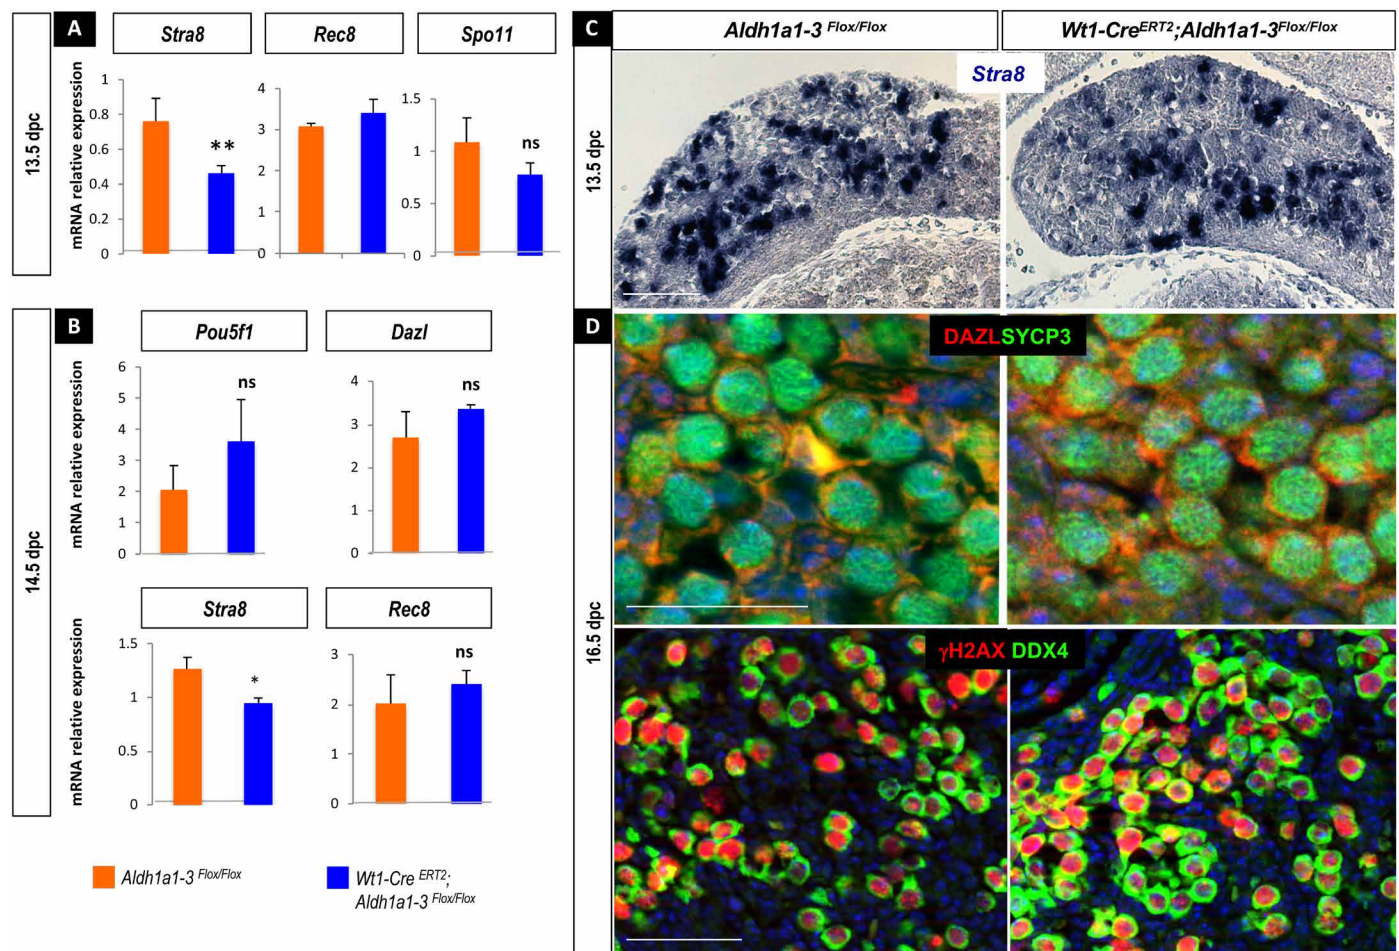 A
Stra8
Rec8
Spo11
13.5 dpc
mRNA relative expression
1
0.8
0.6
0.4
0.2
0
**
4
3
2
1
0
1.5
1
0.5
0
ns
B
Pou5f1
Dazl
14.5 dpc
mRNA relative expression
6
5
4
3
2
1
0
ns
4
3
2
1
0
ns
Stra8
Rec8
mRNA relative expression
1.5
1
0.5
0
*
3
2
1
0
ns
Aldh1a1-3 Flox/Flox
Wt1-Cre ERT2;
Aldh1a1-3 Flox/Flox
C
Aldh1a1-3 Flox/Flox
Wt1-CreERT2;Aldh1a1-3Flox/Flox
13.5 dpc
Stra8
D
16.5 dpc
DAZLSYCP3
γH2AX DDX4